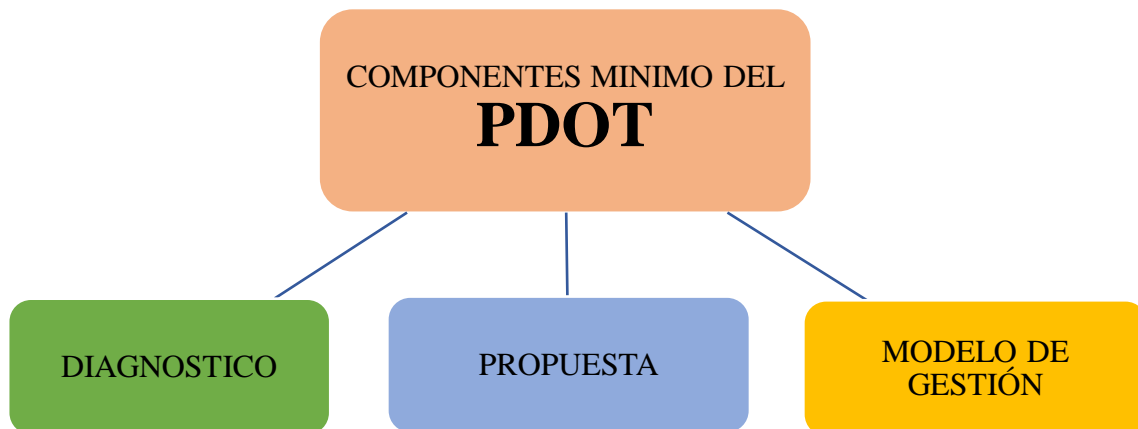 COMPONENTES MINIMO DEL
PDOT
DIAGNOSTICO
PROPUESTA
MODELO DE
GESTIÓN